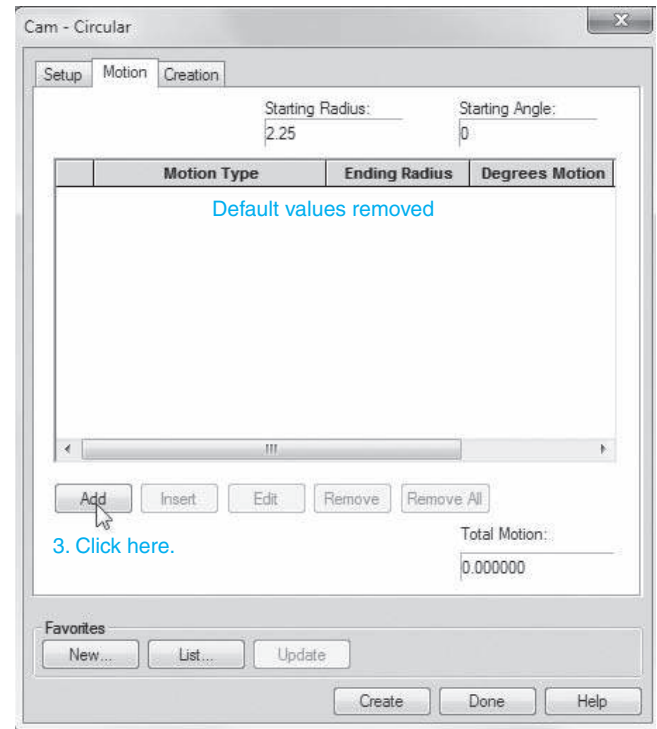 Cam - Circular
x
Setup Motion Creation
Starting Radius: Starting Angle:
2.25 0
Motion Type Ending Radius Degrees Motion
Default values removed
Add Insert Edit Remove Remove All
3. Click here.
Total Motion:
0.000000
Favorites
New... List... Update
Create Done Help